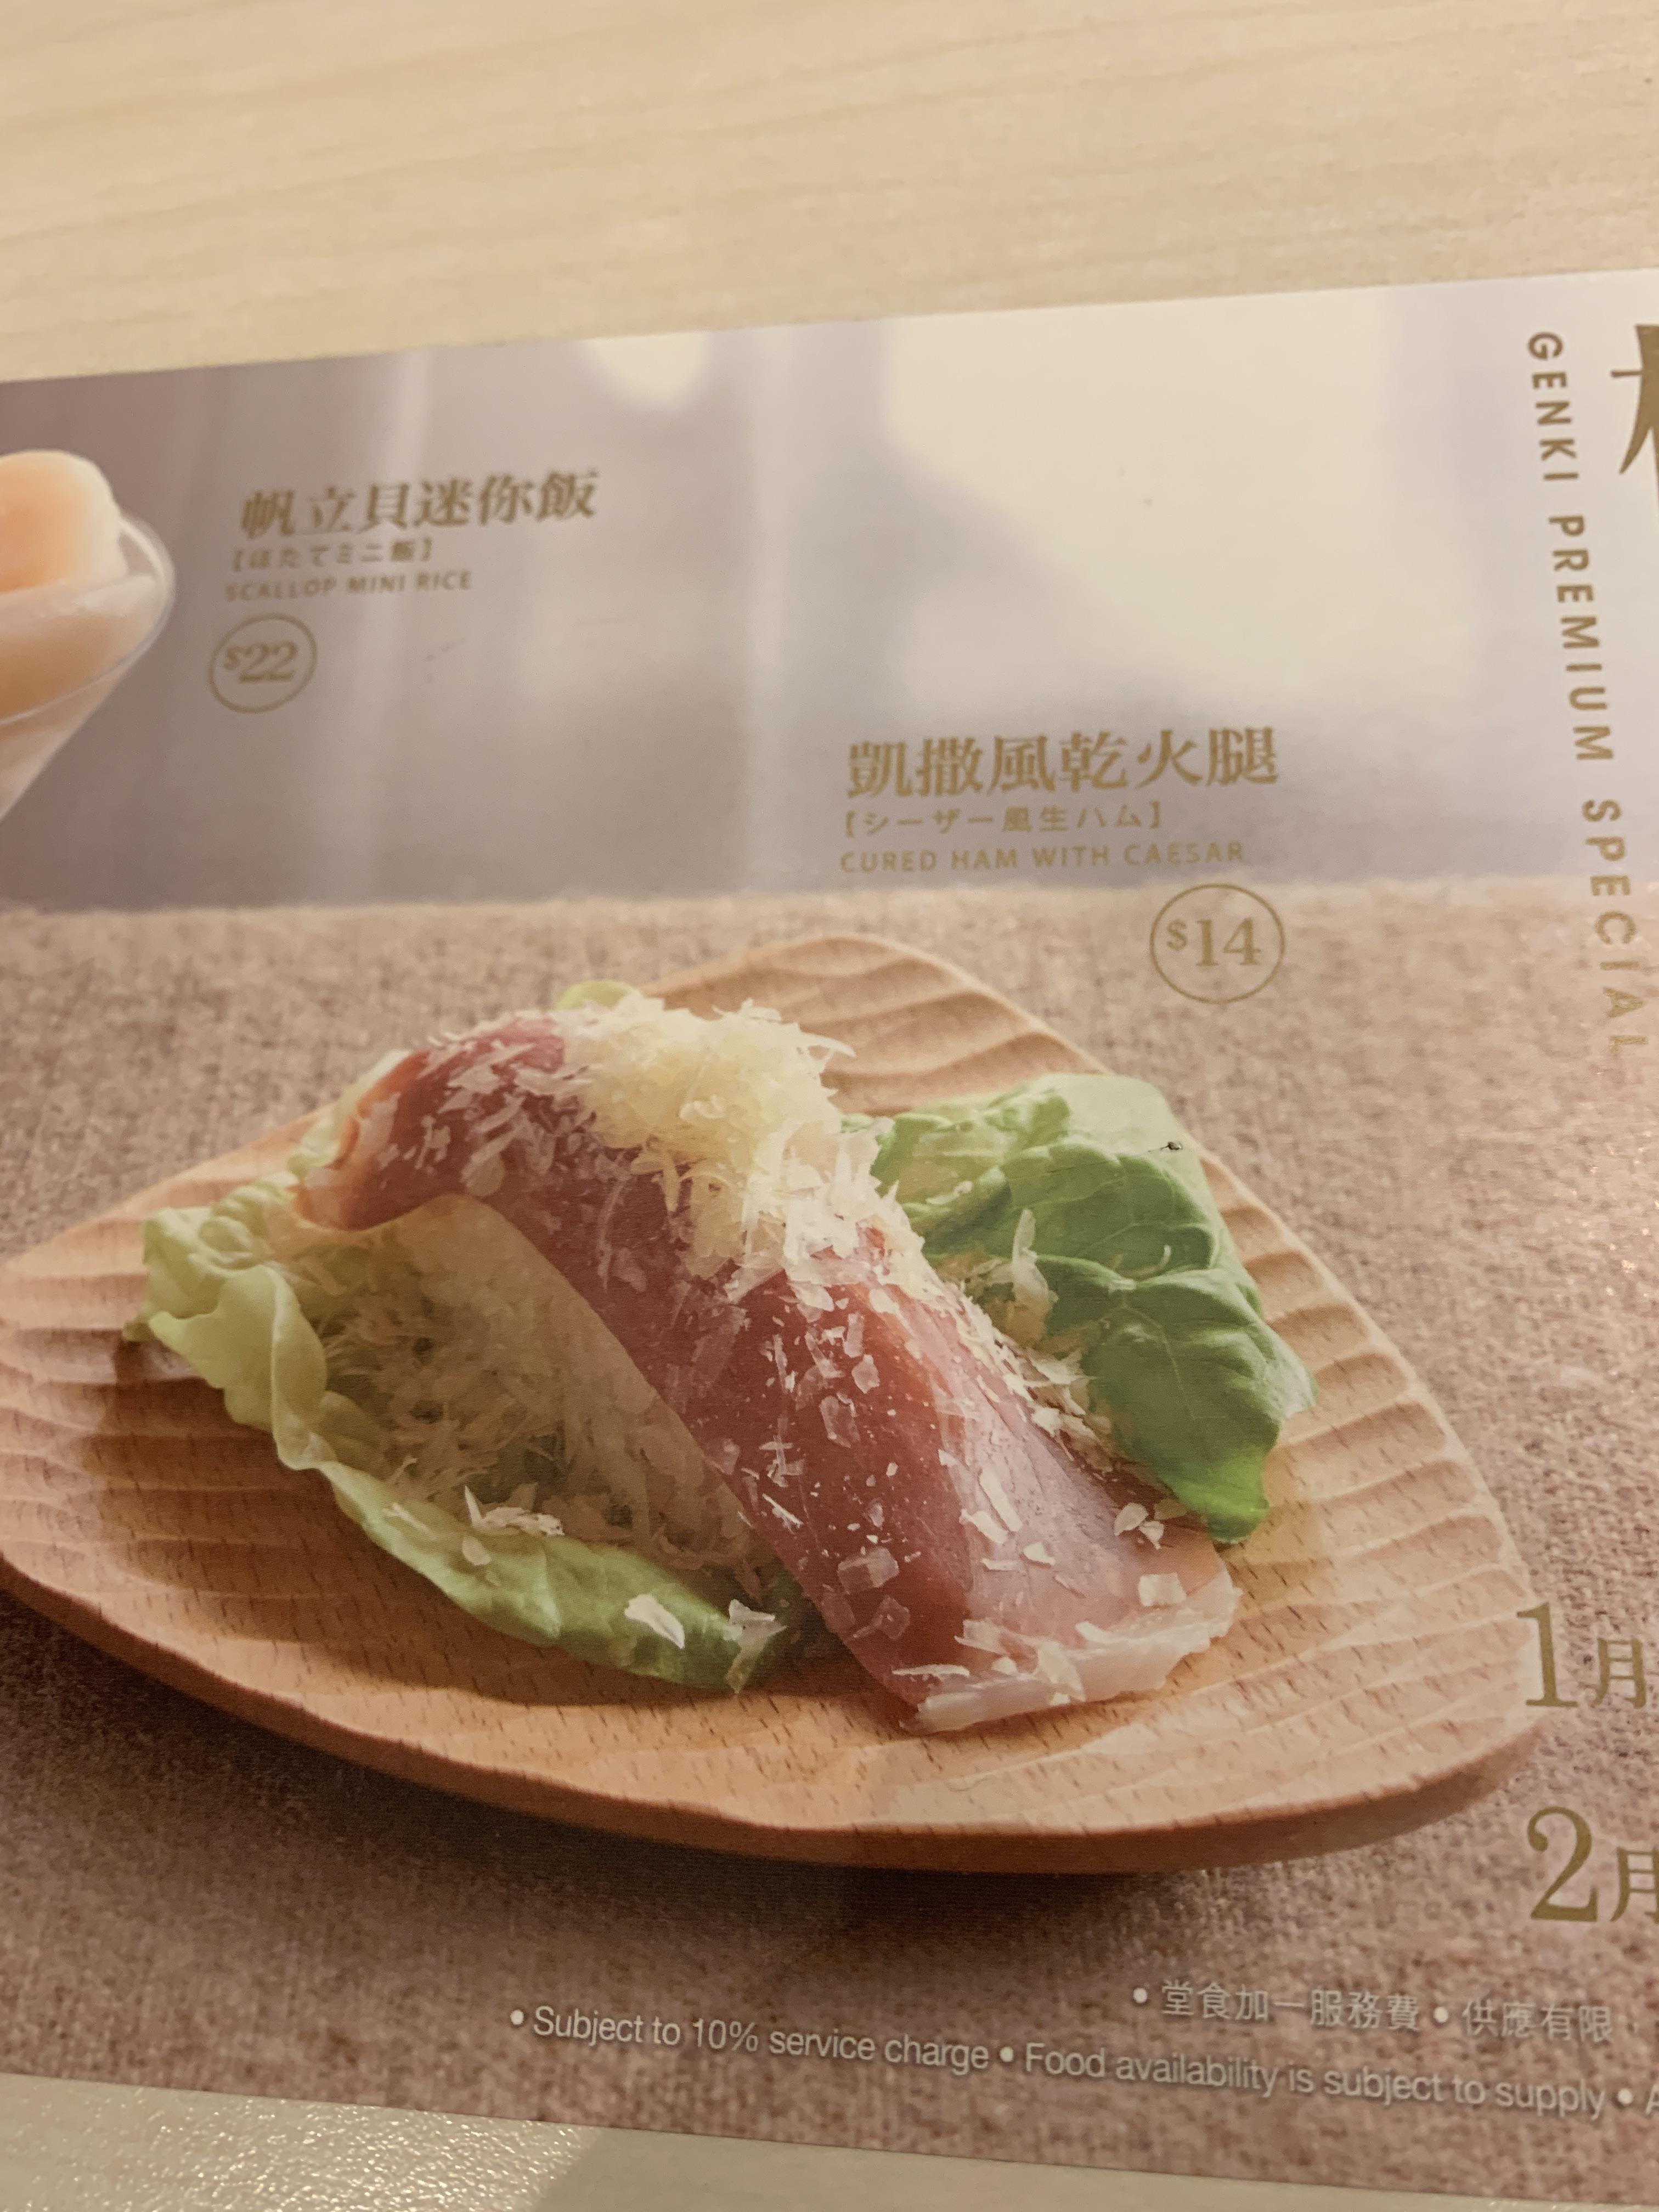 帆立貝迷你飯
【ほたてミニ飯】
SCALLOP MINI RICE
$22
凱撒風乾火腿
【シーザー風生ハム】
CURED HAM WITH CAESAR
$14
GENKI PREMIUM SPECIAL
1月
2月
• 堂食加一服務費 • 供應有限
• Subject to 10% service charge • Food availability is subject to supply •